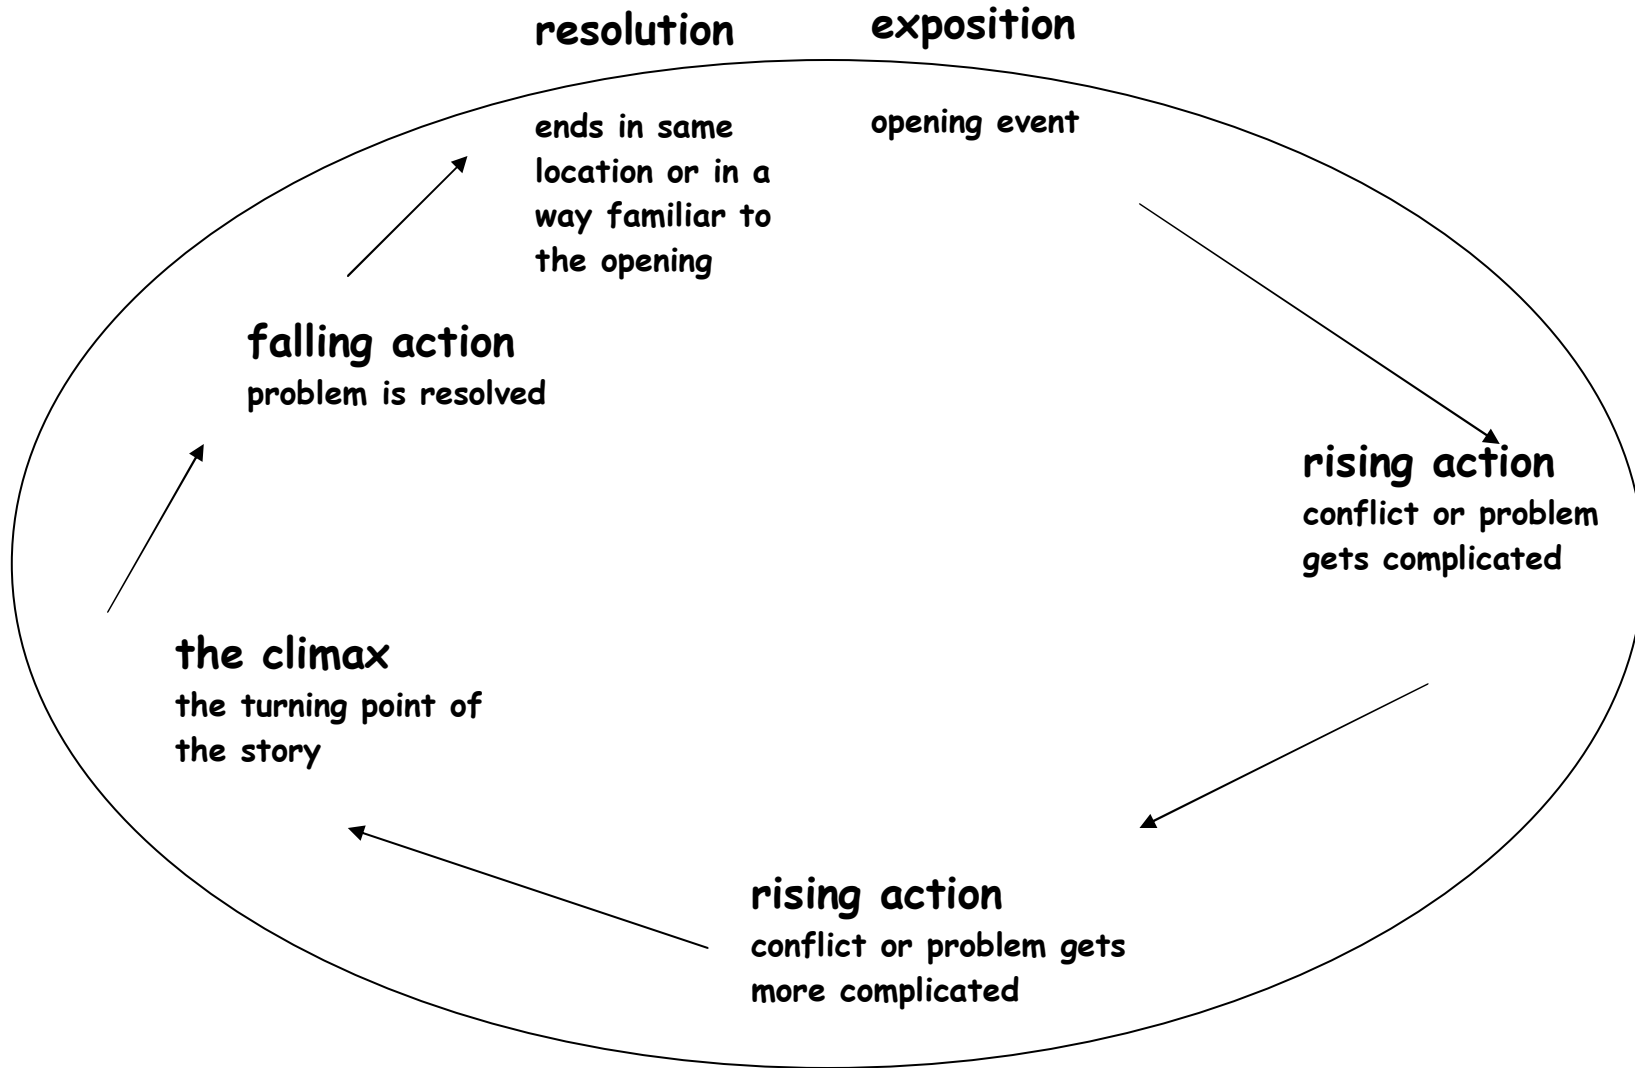 resolution
exposition
ends in same
location or in a
way familiar to
the opening
opening event
falling action
problem is resolved
rising action
conflict or problem
gets complicated
the climax
the turning point of
the story
rising action
conflict or problem gets
more complicated